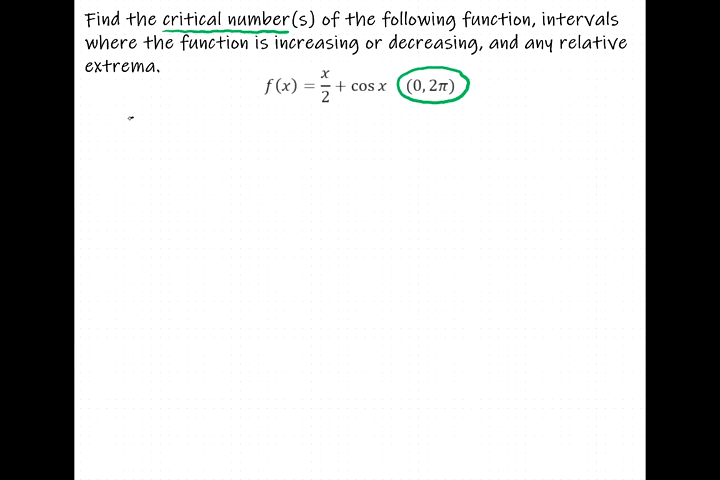 Find the critical number(s) of the following function, intervals
where the function is increasing or decreasing, and any relative
extrema.
f(x) = x/2 + cos x (0, 2π)